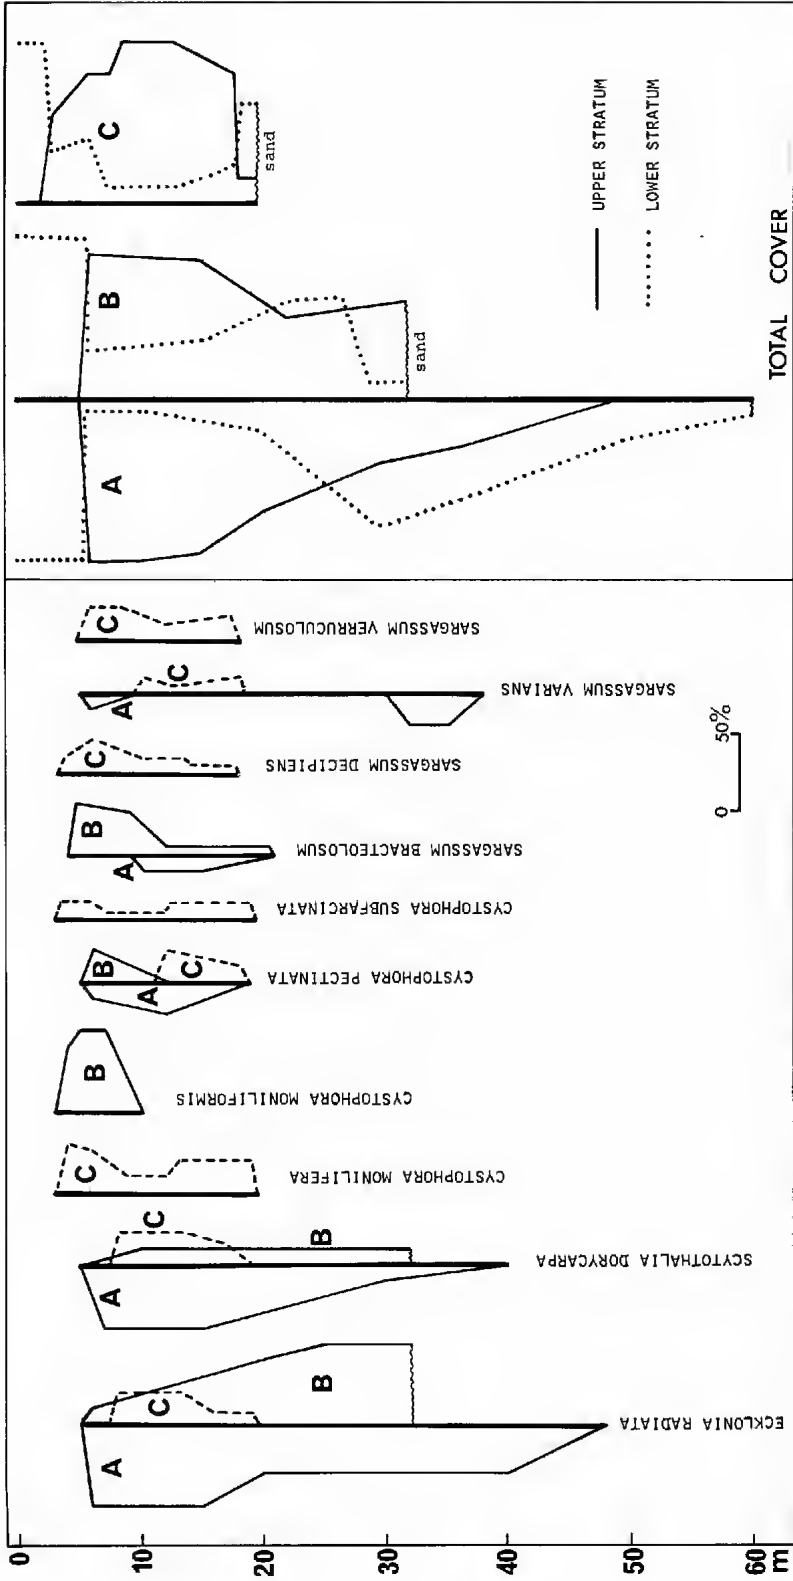 0
10
20
30
40
50
60
m
ECKLONIA RADIATA
A
C
B
SCYTOTHALIA DORYCARPA
A
C
B
CYSTOPHORA MONILIFERA
C
CYSTOPHORA MONILIFORMIS
B
CYSTOPHORA PECTINATA
B
A
C
CYSTOPHORA SUBFARCINATA
SARGASSUM BRACTEOLOSUM
B
A
SARGASSUM DECIPIENS
C
SARGASSUM VARIANS
A
C
SARGASSUM VERRUCULOSUM
C
0 50%
A
B
sand
C
sand
UPPER STRATUM
LOWER STRATUM
TOTAL COVER